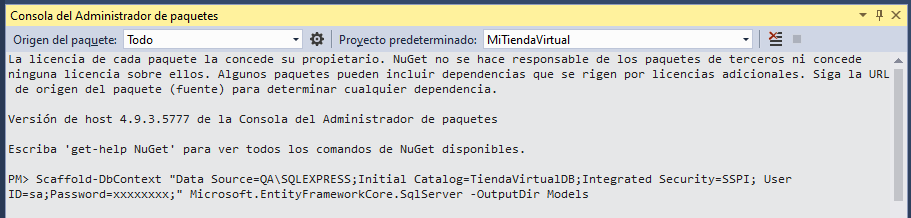 Consola del Administrador de paquetes
Origen del paquete: Todo Proyecto predeterminado: MiTiendaVirtual
La licencia de cada paquete la concede su propietario. NuGet no se hace responsable de los paquetes de terceros ni concede
ninguna licencia sobre ellos. Algunos paquetes pueden incluir dependencias que se rigen por licencias adicionales. Siga la URL
de origen del paquete (fuente) para determinar cualquier dependencia.
Versión de host 4.9.3.5777 de la Consola del Administrador de paquetes
Escriba 'get-help NuGet' para ver todos los comandos de NuGet disponibles.
PM> Scaffold-DbContext "Data Source=QA\SQLEXPRESS;Initial Catalog=TiendaVirtualDB;Integrated Security=SSPI; User
ID=sa;Password=xxxxxxxx;" Microsoft.EntityFrameworkCore.SqlServer -OutputDir Models